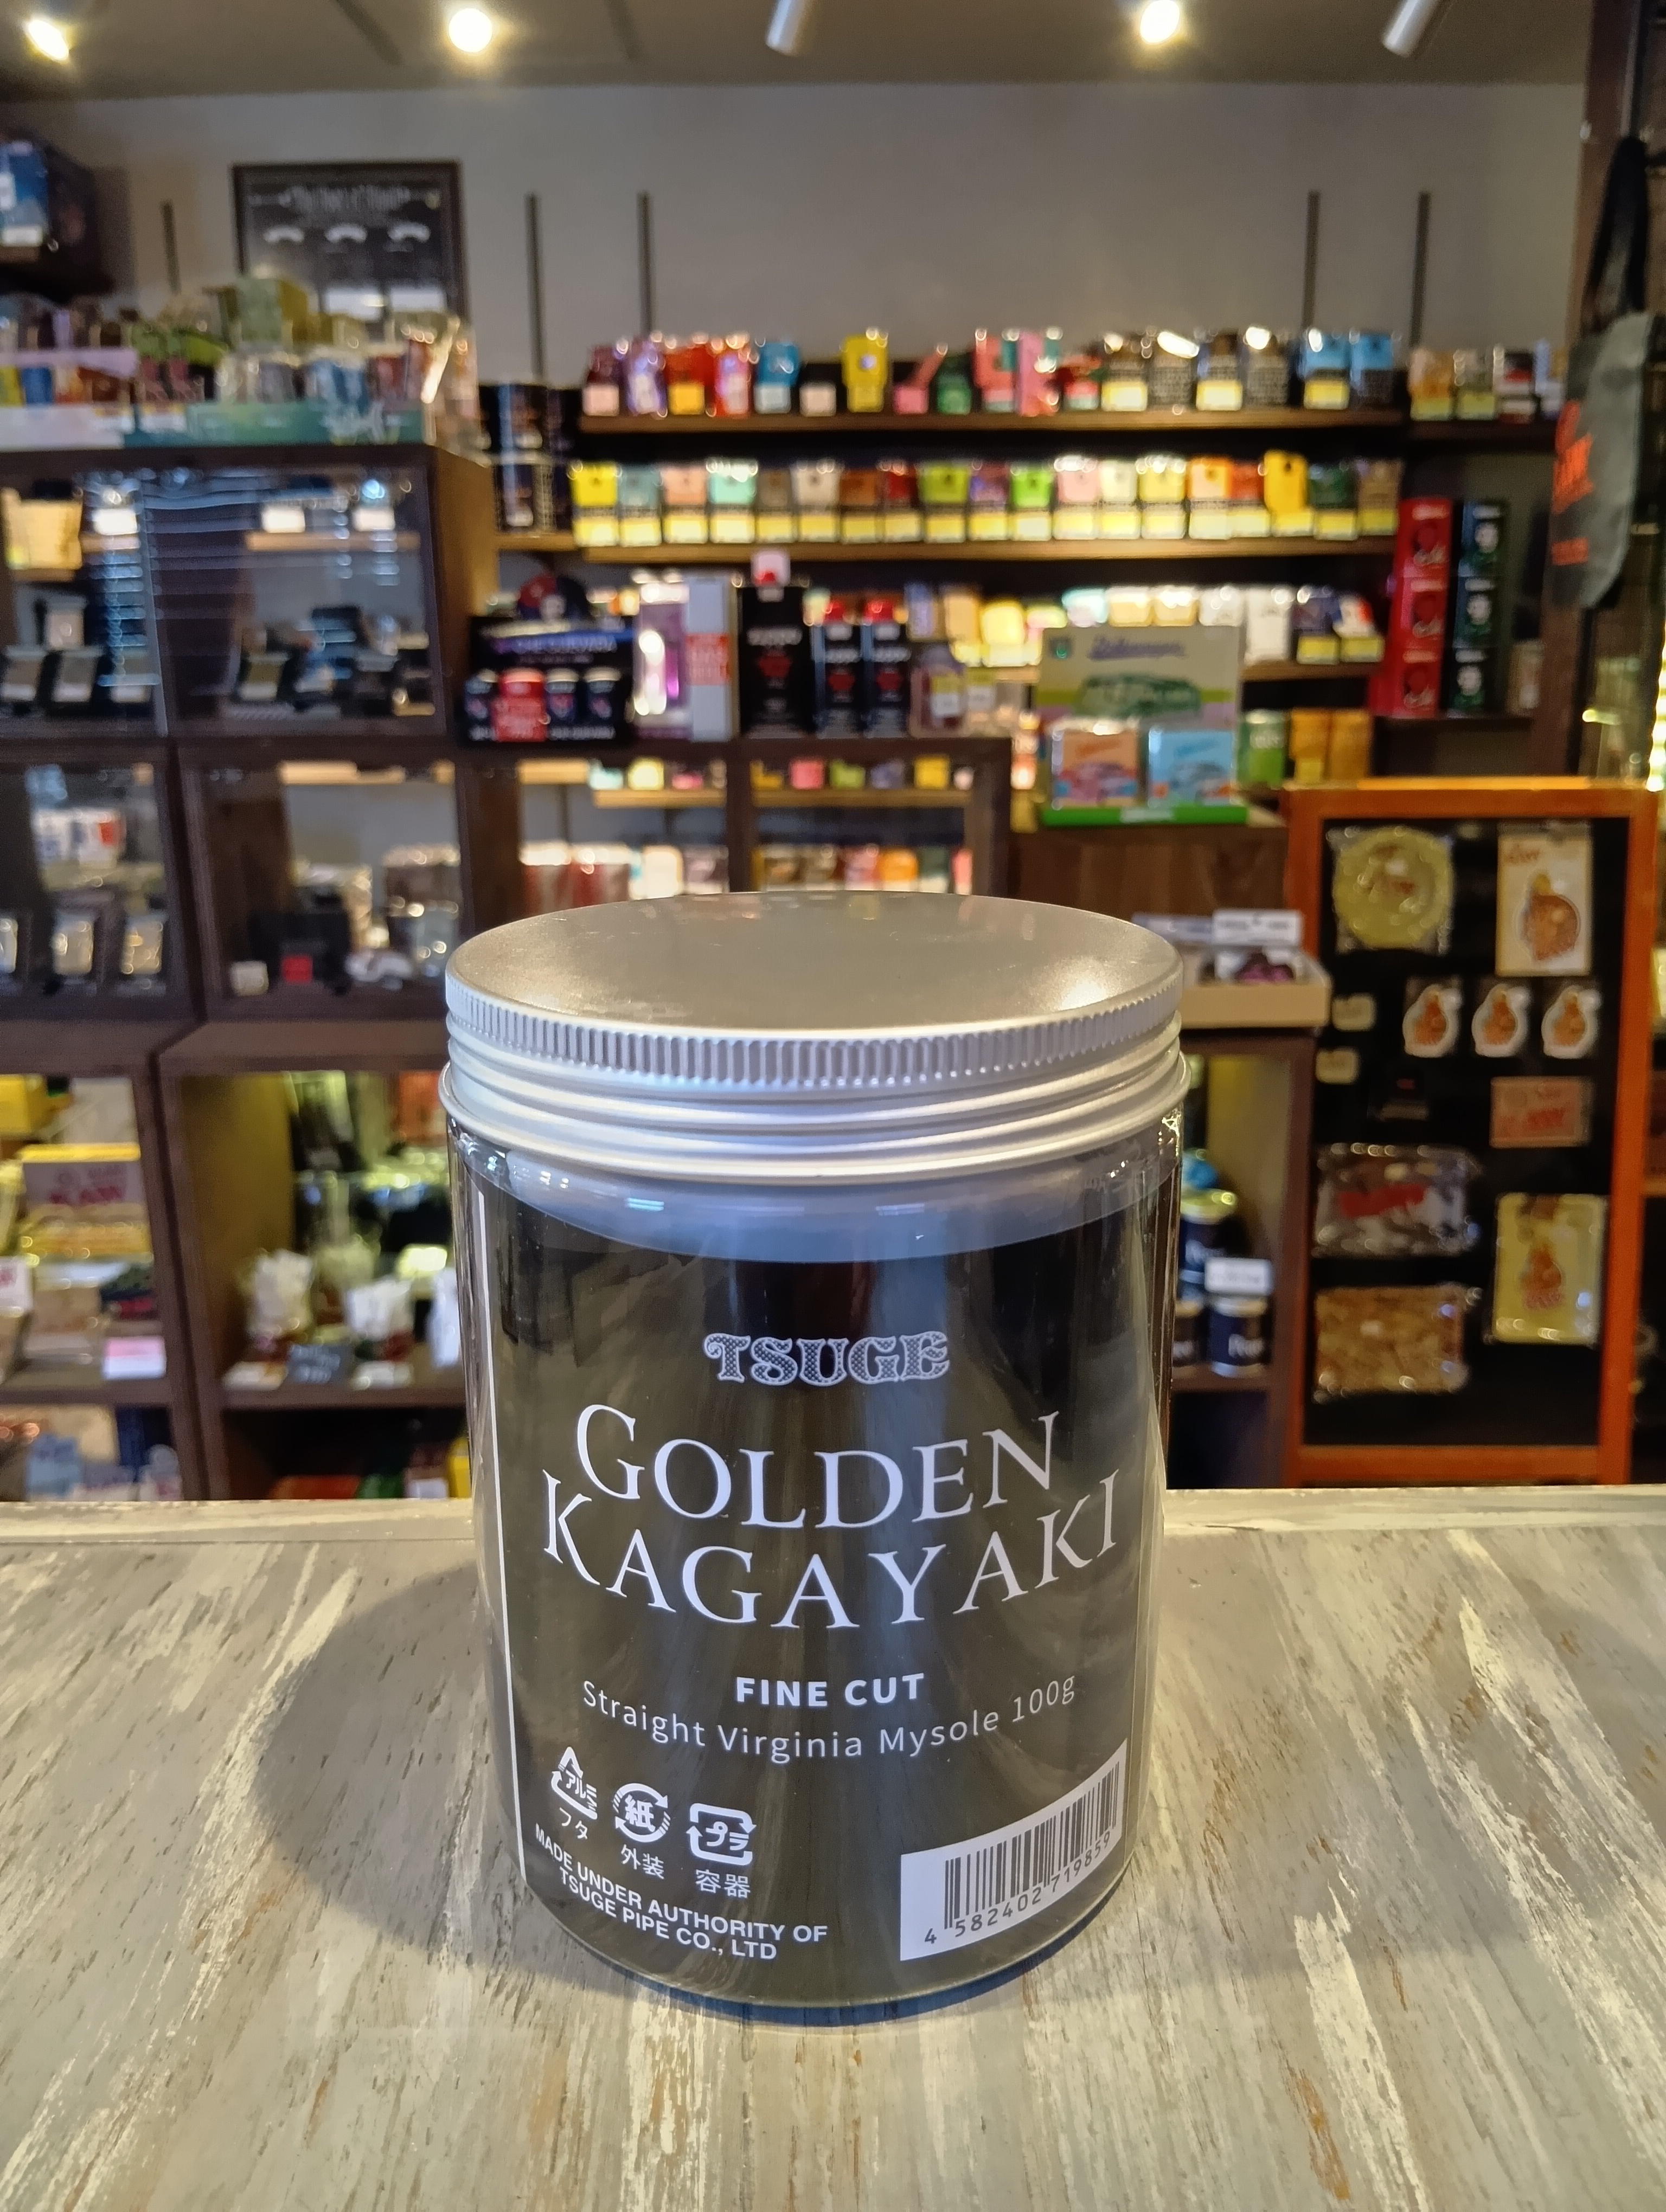 TSUGE
GOLDEN
KAGAYAKI
FINE CUT
Straight Virginia Mysole 100g
アルミ
フタ
紙
外装
プラ
容器
MADE UNDER AUTHORITY OF
TSUGE PIPE CO., LTD
4 582402 719859